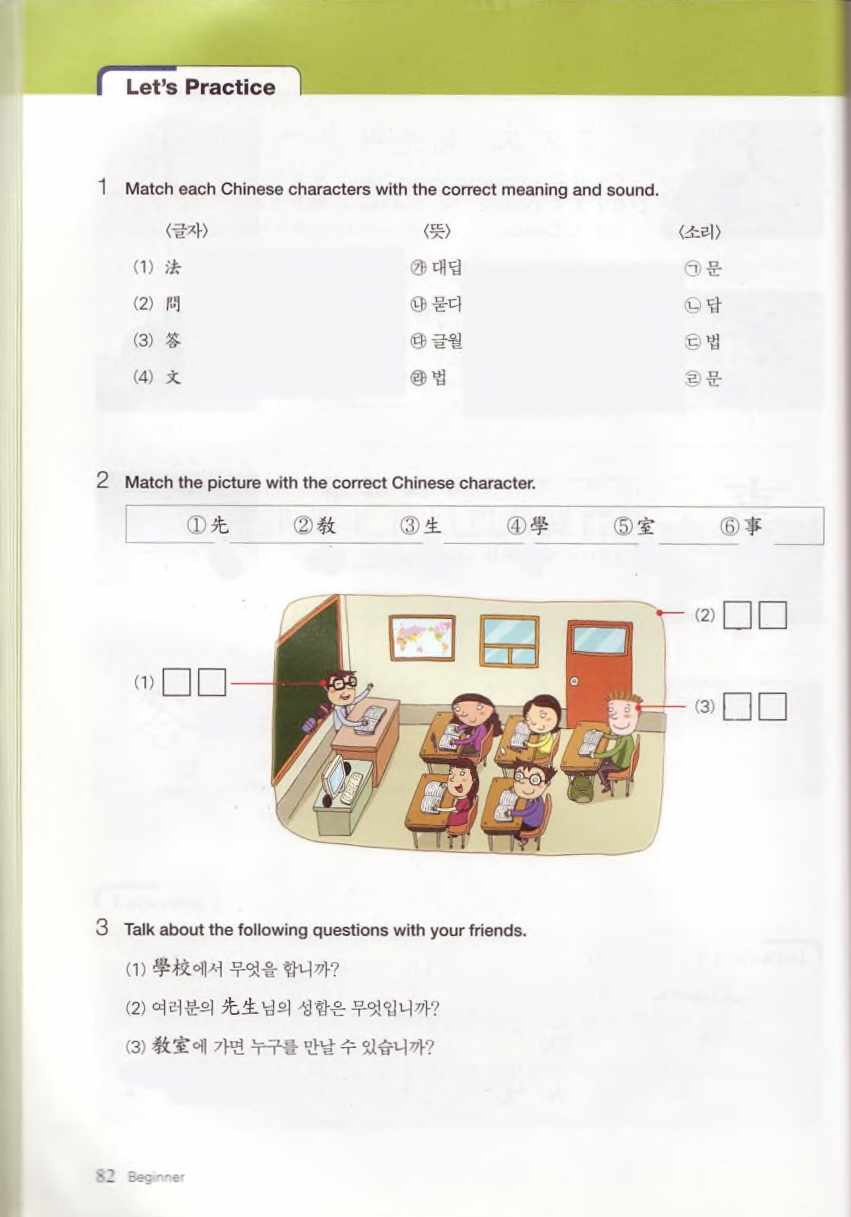 Let's Practice
1 Match each Chinese characters with the correct meaning and sound.
〈글자〉 〈뜻〉 〈소리〉
(1) 法 ㉮ 대답 ㉠ 문
(2) 問 ㉯ 묻다 ㉡ 답
(3) 答 ㉰ 글월 ㉢ 법
(4) 文 ㉱ 법 ㉣ 문
2 Match the picture with the correct Chinese character.
① 先 ② 敎 ③ 生 ④ 學 ⑤ 室 ⑥ 事
(1) □□
(2) □□
(3) □□
3 Talk about the following questions with your friends.
(1) 學校에서 무엇을 합니까?
(2) 여러분의 先生님의 성함은 무엇입니까?
(3) 敎室에 가면 누구를 만날 수 있습니까?
82 Beginner